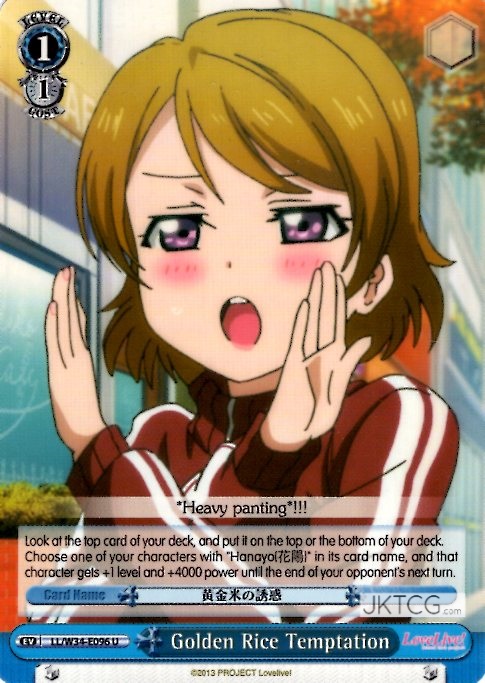 LEVEL
1
1
COST
*Heavy panting*!!!
Look at the top card of your deck, and put it on the top or the bottom of your deck.
Choose one of your characters with "Hanayo(花陽)" in its card name, and that
character gets +1 level and +4000 power until the end of your opponent's next turn.
Card Name 黄金米の誘惑
JKTCG.com
EV LL/W34-E096 U Golden Rice Temptation LoveLive!
©2013 PROJECT Lovelive!